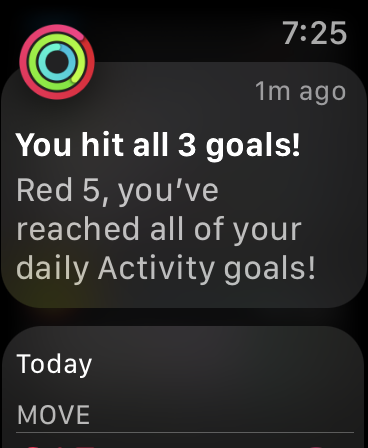 7:25
1m ago
You hit all 3 goals!
Red 5, you’ve
reached all of your
daily Activity goals!
Today
MOVE